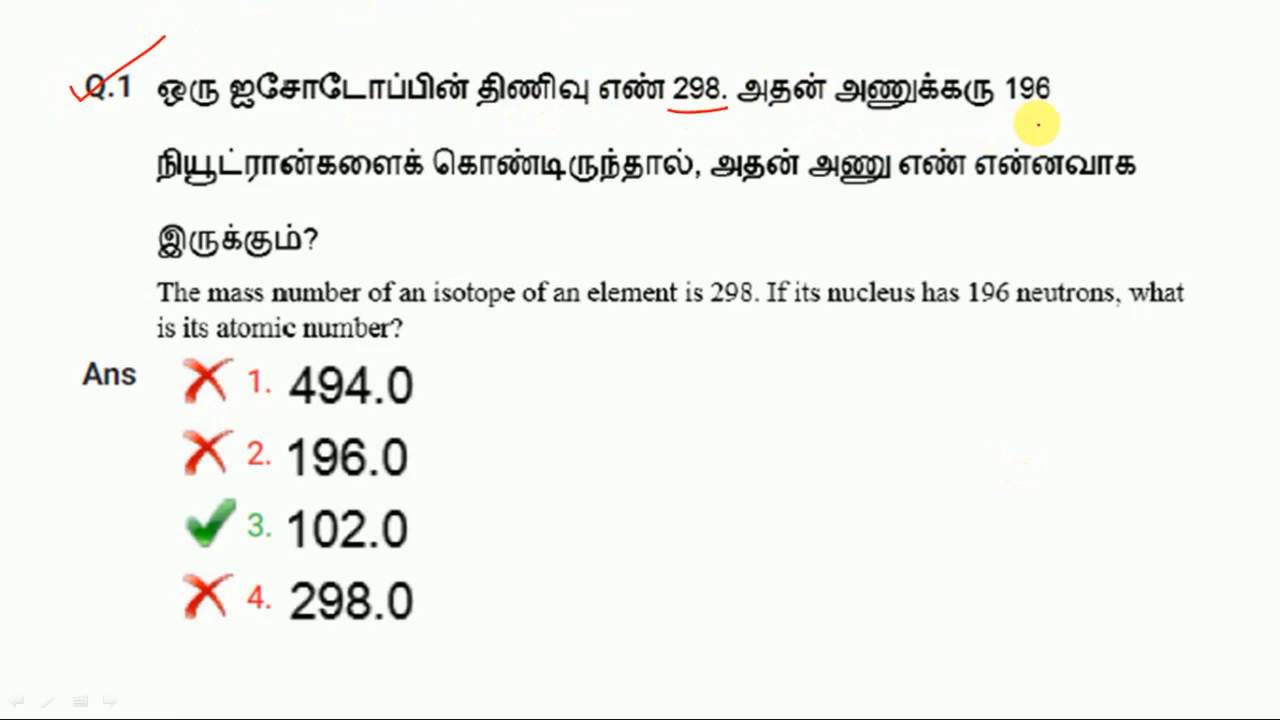 Q.1 ஒரு ஐசோடோப்பின் திணிவு எண் 298. அதன் அணுக்கரு 196
நியூட்ரான்களைக் கொண்டிருந்தால், அதன் அணு எண் என்னவாக
இருக்கும்?
The mass number of an isotope of an element is 298. If its nucleus has 196 neutrons, what
is its atomic number?
Ans 1. 494.0
2. 196.0
3. 102.0
4. 298.0